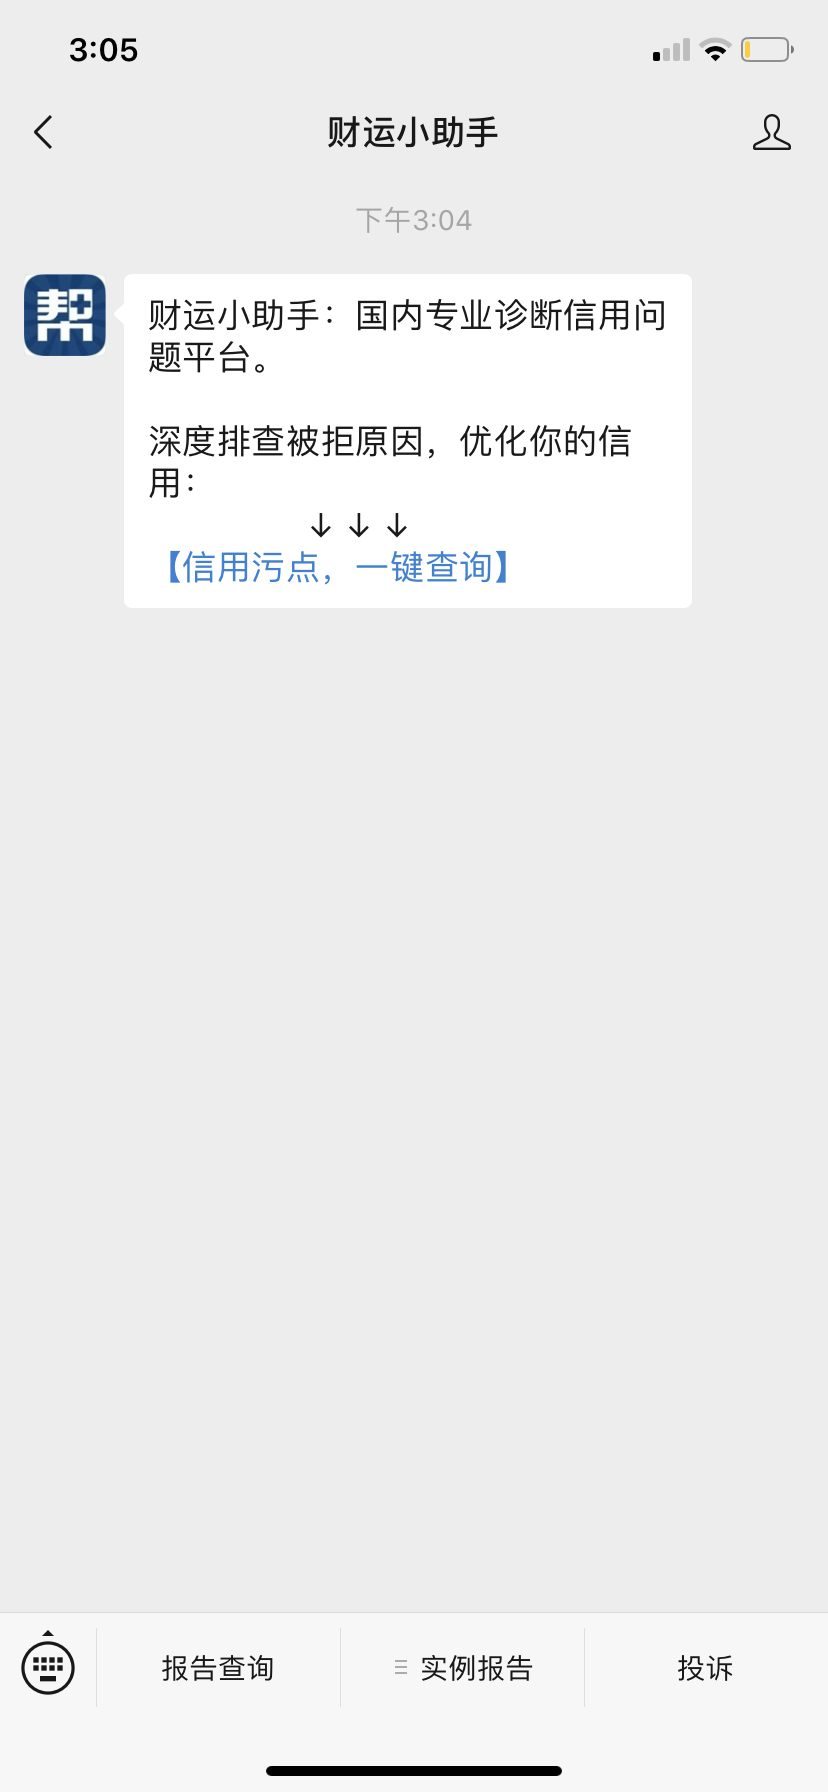 3:05
财运小助手
下午3:04
帮
财运小助手：国内专业诊断信用问
题平台。
深度排查被拒原因，优化你的信
用：
↓ ↓ ↓
【信用污点，一键查询】
报告查询
实例报告
投诉